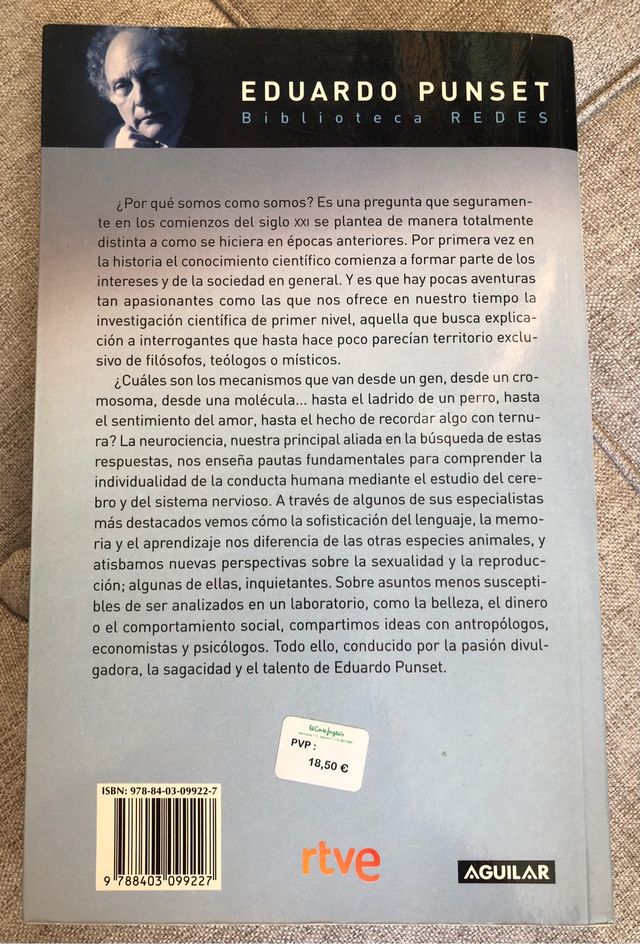 EDUARDO PUNSET
Biblioteca REDES
¿Por qué somos como somos? Es una pregunta que seguramen-
te en los comienzos del siglo XXI se plantea de manera totalmente
distinta a como se hiciera en épocas anteriores. Por primera vez en
la historia el conocimiento científico comienza a formar parte de los
intereses y de la sociedad en general. Y es que hay pocas aventuras
tan apasionantes como las que nos ofrece en nuestro tiempo la
investigación científica de primer nivel, aquella que busca explica-
ción a interrogantes que hasta hace poco parecían territorio exclu-
sivo de filósofos, teólogos o místicos.
¿Cuáles son los mecanismos que van desde un gen, desde un cro-
mosoma, desde una molécula... hasta el ladrido de un perro, hasta
el sentimiento del amor, hasta el hecho de recordar algo con ternu-
ra? La neurociencia, nuestra principal aliada en la búsqueda de estas
respuestas, nos enseña pautas fundamentales para comprender la
individualidad de la conducta humana mediante el estudio del cere-
bro y del sistema nervioso. A través de algunos de sus especialistas
más destacados vemos cómo la sofisticación del lenguaje, la memo-
ria y el aprendizaje nos diferencia de las otras especies animales, y
atisbamos nuevas perspectivas sobre la sexualidad y la reproduc-
ción; algunas de ellas, inquietantes. Sobre asuntos menos suscepti-
bles de ser analizados en un laboratorio, como la belleza, el dinero
o el comportamiento social, compartimos ideas con antropólogos,
economistas y psicólogos. Todo ello, conducido por la pasión divul-
gadora, la sagacidad y el talento de Eduardo Punset.
El Corte Inglés
PVP :
18,50 €
ISBN: 978-84-03-09922-7
9 788403 099227
rtve
AGUILAR